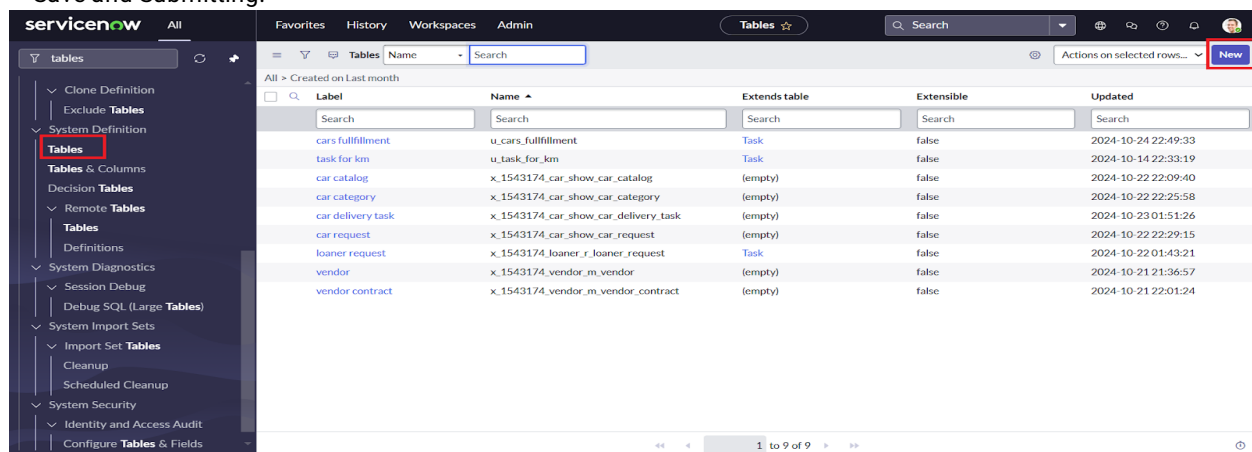 Save and Submitting.
servicenow All Favorites History Workspaces Admin Tables ☆ Search
tables Tables Name Search Actions on selected rows... New
All > Created on Last month
Clone Definition
Exclude Tables
System Definition
Tables
Tables & Columns
Decision Tables
Remote Tables
Tables
Definitions
System Diagnostics
Session Debug
Debug SQL (Large Tables)
System Import Sets
Import Set Tables
Cleanup
Scheduled Cleanup
System Security
Identity and Access Audit
Configure Tables & Fields
Label Name Extends table Extensible Updated
Search Search Search Search Search
cars fullfillment u_cars_fullfillment Task false 2024-10-24 22:49:33
task for km u_task_for_km Task false 2024-10-14 22:33:19
car catalog x_1543174_car_show_car_catalog (empty) false 2024-10-22 22:09:40
car category x_1543174_car_show_car_category (empty) false 2024-10-22 22:25:58
car delivery task x_1543174_car_show_car_delivery_task (empty) false 2024-10-23 01:51:26
car request x_1543174_car_show_car_request (empty) false 2024-10-22 22:29:15
loaner request x_1543174_loaner_r_loaner_request Task false 2024-10-22 01:43:21
vendor x_1543174_vendor_m_vendor (empty) false 2024-10-21 21:36:57
vendor contract x_1543174_vendor_m_vendor_contract (empty) false 2024-10-21 22:01:24
1 to 9 of 9